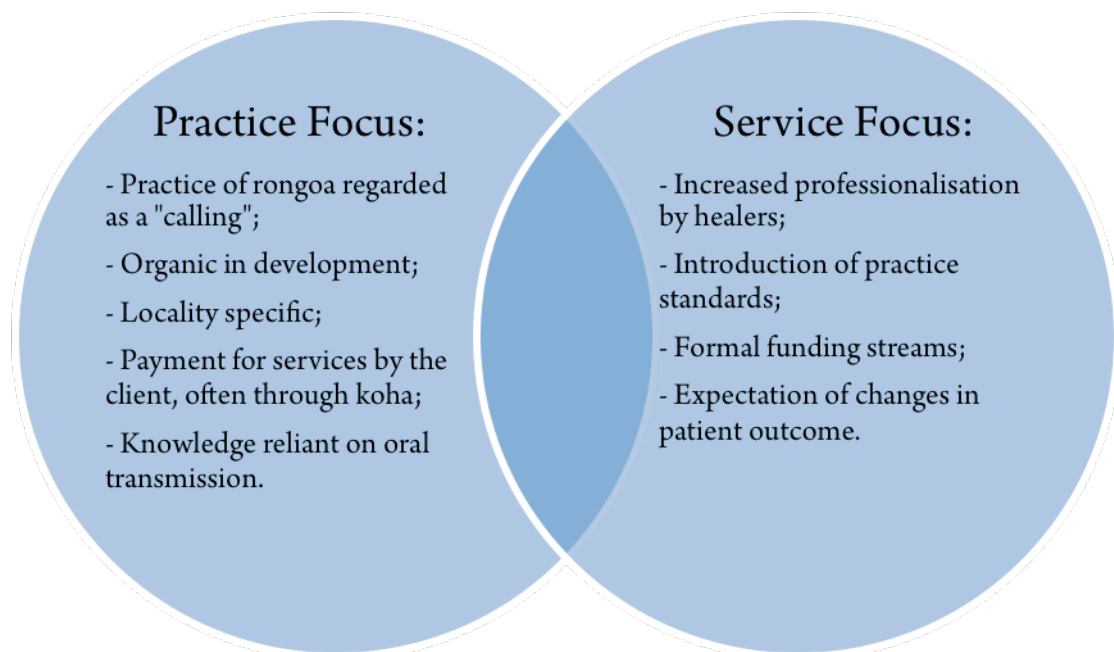 Practice Focus:
- Practice of rongoa regarded
as a "calling";
- Organic in development;
- Locality specific;
- Payment for services by the
client, often through koha;
- Knowledge reliant on oral
transmission.
Service Focus:
- Increased professionalisation
by healers;
- Introduction of practice
standards;
- Formal funding streams;
- Expectation of changes in
patient outcome.